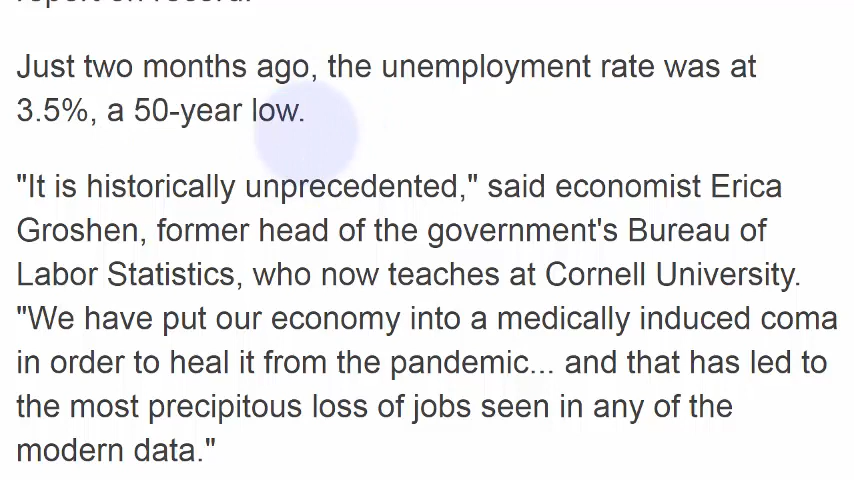 Just two months ago, the unemployment rate was at
3.5%, a 50-year low.
"It is historically unprecedented," said economist Erica
Groshen, former head of the government's Bureau of
Labor Statistics, who now teaches at Cornell University.
"We have put our economy into a medically induced coma
in order to heal it from the pandemic... and that has led to
the most precipitous loss of jobs seen in any of the
modern data."